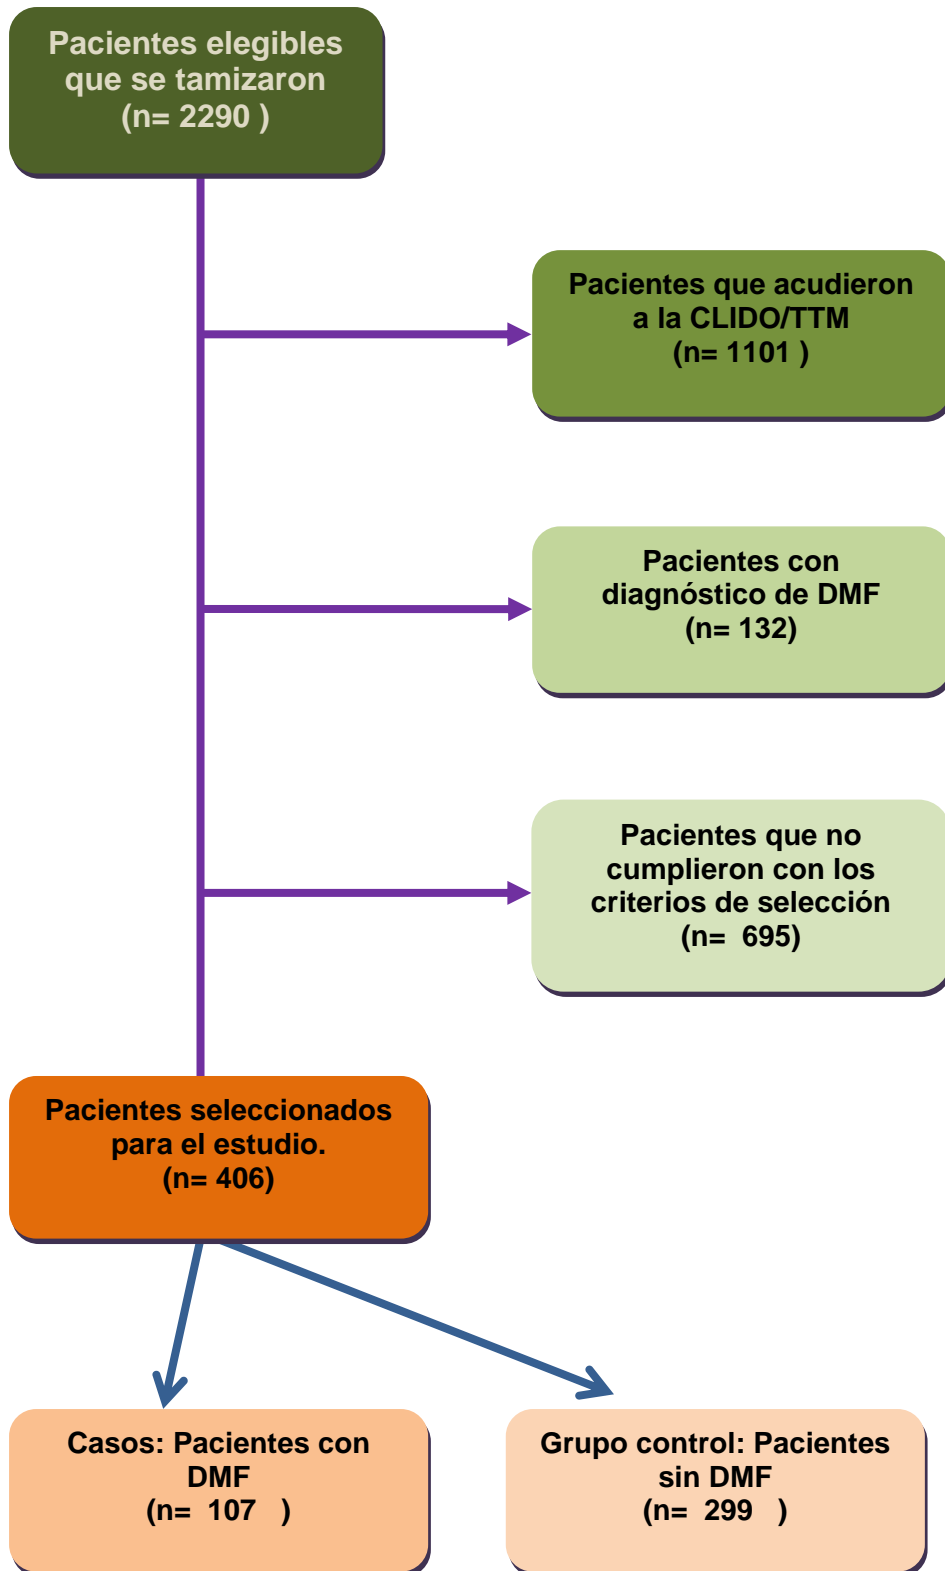 Pacientes elegibles
que se tamizaron
(n= 2290 )
Pacientes que acudieron
a la CLIDO/TTM
(n= 1101 )
Pacientes con
diagnóstico de DMF
(n= 132)
Pacientes que no
cumplieron con los
criterios de selección
(n=  695)
Pacientes seleccionados
para el estudio.
(n= 406)
Casos: Pacientes con
DMF
(n=  107   )
Grupo control: Pacientes
sin DMF
(n=  299   )